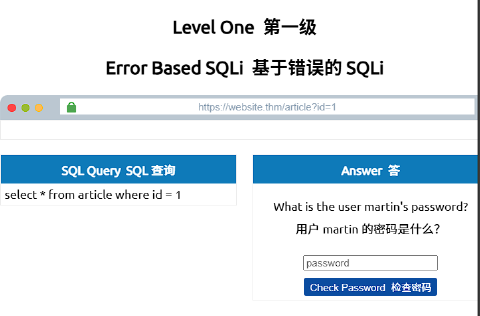 Level One 第一级
Error Based SQLi 基于错误的 SQLi
https://website.thm/article?id=1
SQL Query SQL 查询
select * from article where id = 1
Answer 答
What is the user martin's password?
用户 martin 的密码是什么?
password
Check Password 检查密码